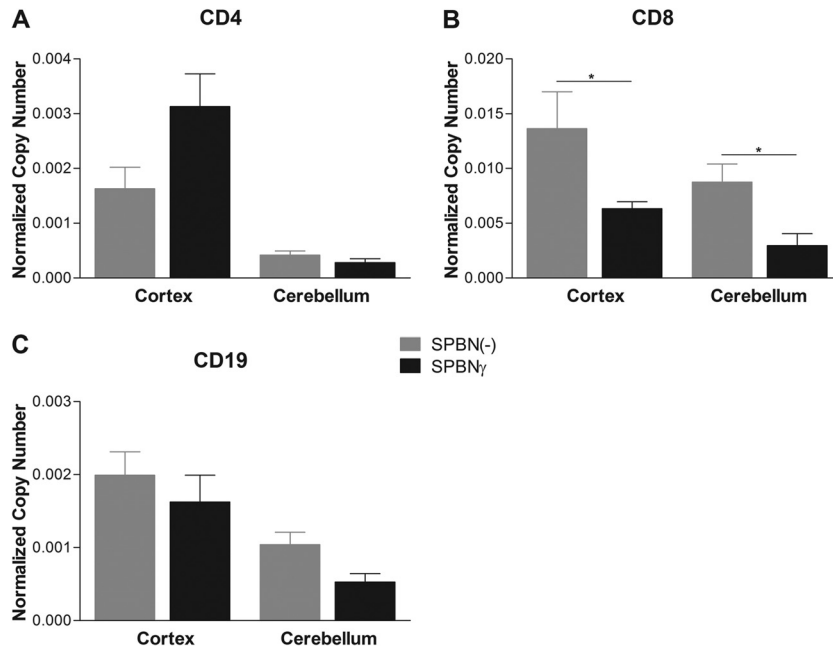 A
CD4
Normalized Copy Number
0.004
0.003
0.002
0.001
0.000
Cortex
Cerebellum
B
CD8
Normalized Copy Number
0.020
0.015
0.010
0.005
0.000
*
*
Cortex
Cerebellum
C
CD19
SPBN(-)
SPBNγ
Normalized Copy Number
0.003
0.002
0.001
0.000
Cortex
Cerebellum